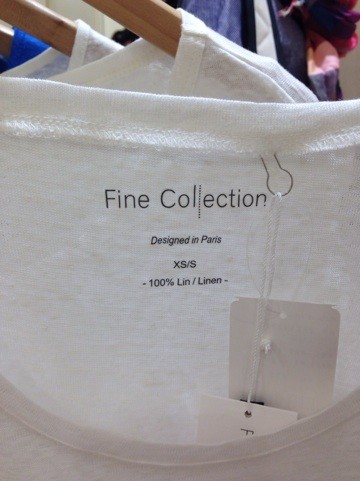 Fine Collection
Designed in Paris
XS/S
- 100% Lin / Linen -
F